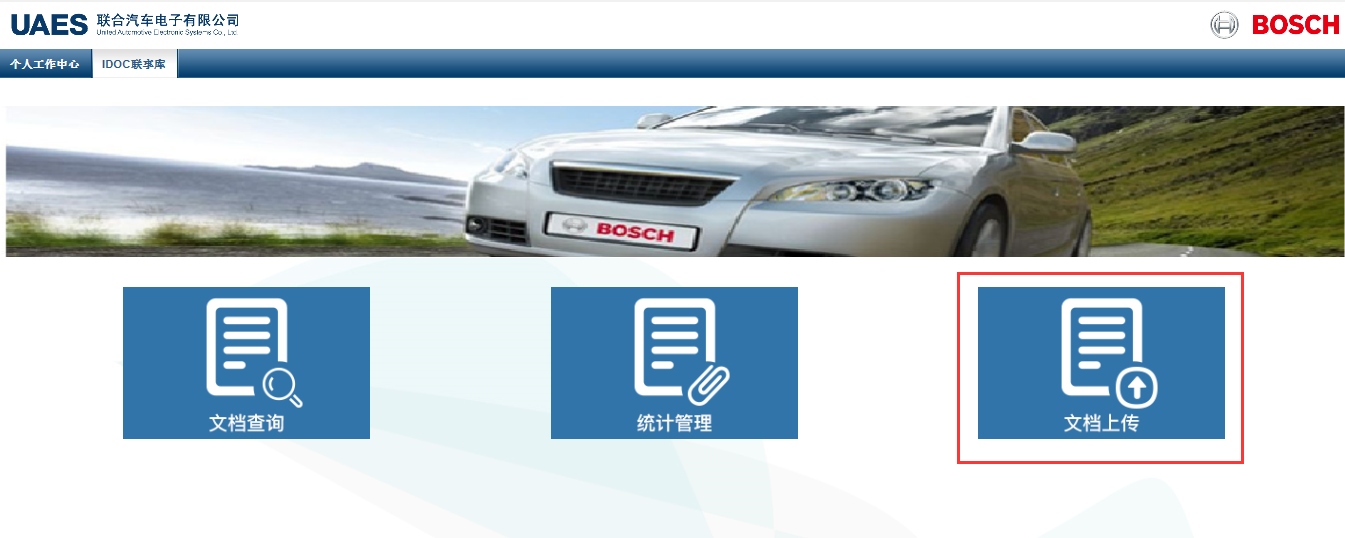 UAES 联合汽车电子有限公司
United Automotive Electronic Systems Co., Ltd.
BOSCH
个人工作中心 IDOC联享库
BOSCH
文档查询 统计管理 文档上传